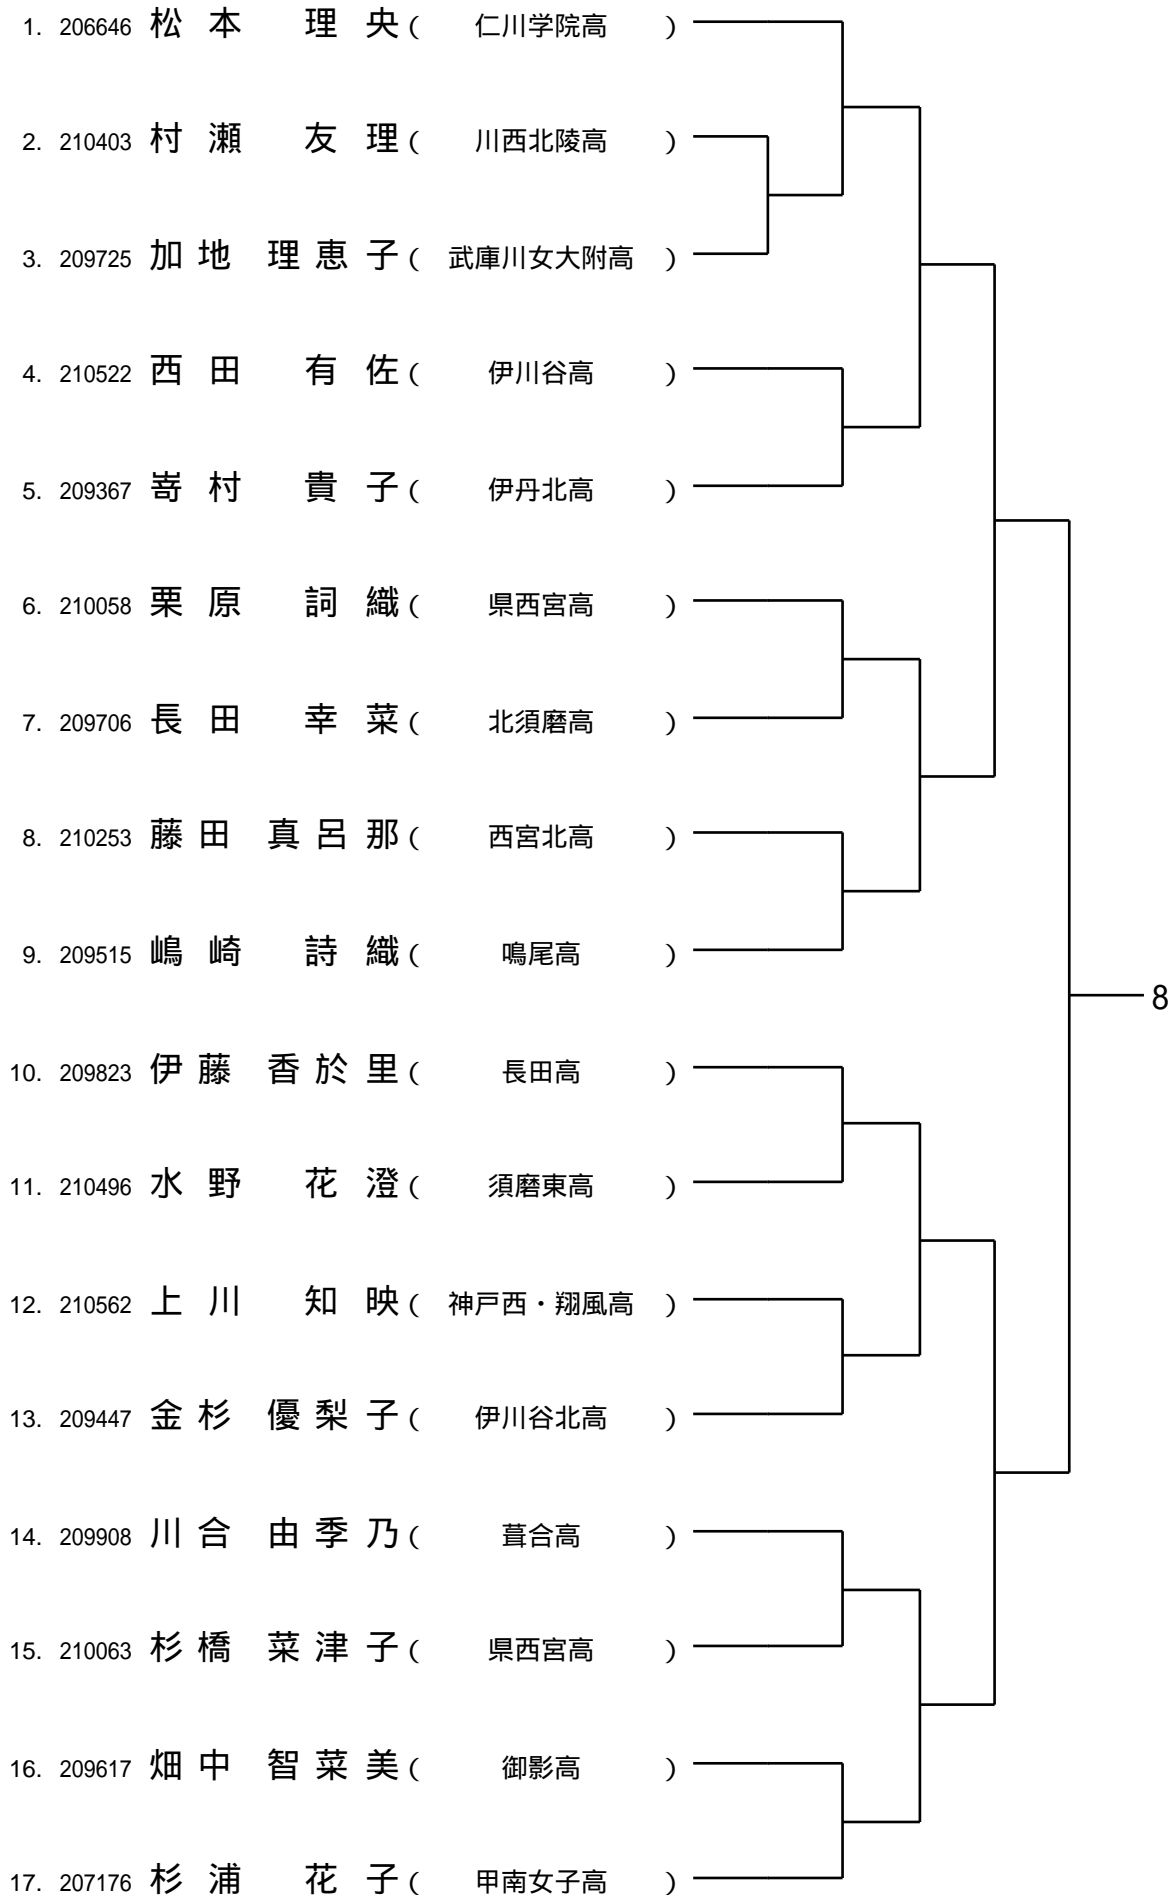 1. 206646 松本 理央 ( 仁川学院高 )
2. 210403 村瀬 友理 ( 川西北陵高 )
3. 209725 加地 理恵子 ( 武庫川女大附高 )
4. 210522 西田 有佐 ( 伊川谷高 )
5. 209367 嵜村 貴子 ( 伊丹北高 )
6. 210058 栗原 詞織 ( 県西宮高 )
7. 209706 長田 幸菜 ( 北須磨高 )
8. 210253 藤田 真呂那 ( 西宮北高 )
9. 209515 嶋崎 詩織 ( 鳴尾高 )
8
10. 209823 伊藤 香於里 ( 長田高 )
11. 210496 水野 花澄 ( 須磨東高 )
12. 210562 上川 知映 ( 神戸西・翔風高 )
13. 209447 金杉 優梨子 ( 伊川谷北高 )
14. 209908 川合 由季乃 ( 葺合高 )
15. 210063 杉橋 菜津子 ( 県西宮高 )
16. 209617 畑中 智菜美 ( 御影高 )
17. 207176 杉浦 花子 ( 甲南女子高 )